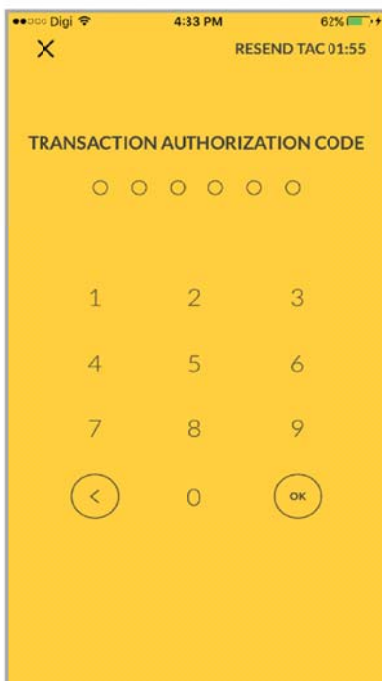 Digi 4:33 PM 62%
RESEND TAC 01:55
TRANSACTION AUTHORIZATION CODE
1 2 3
4 5 6
7 8 9
< 0 OK